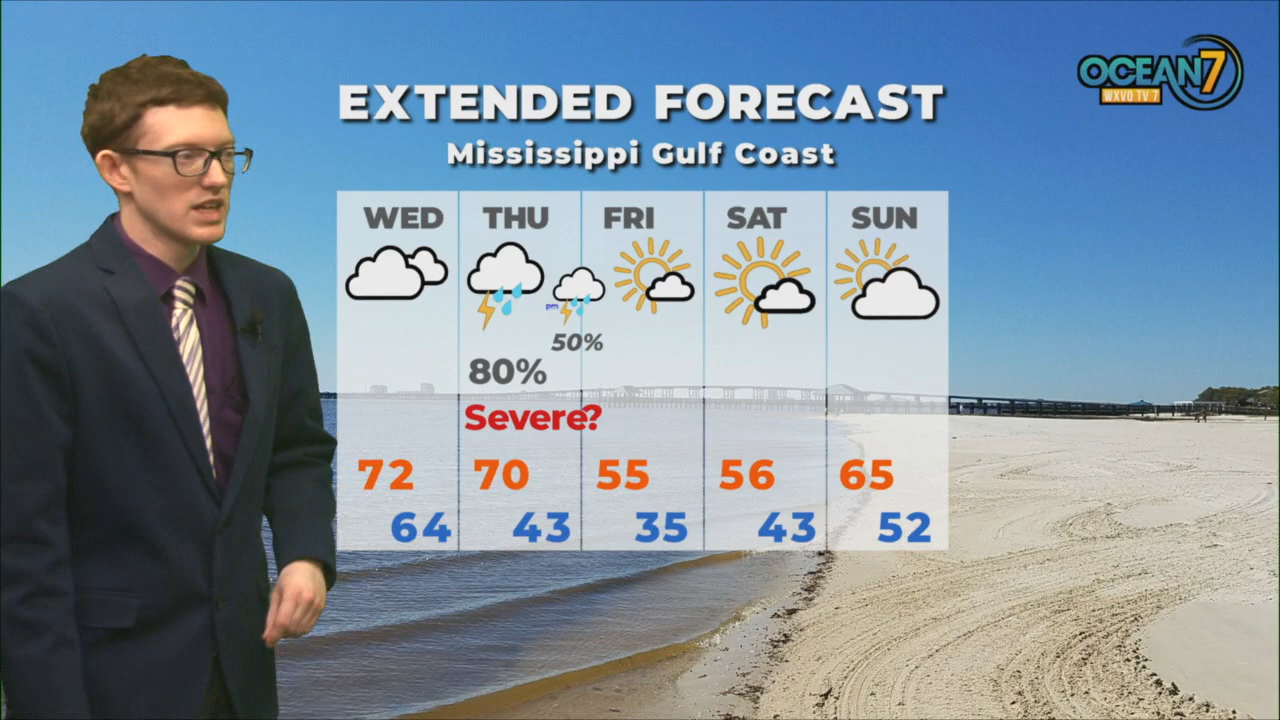 OCEAN7
WXVO TV 7
EXTENDED FORECAST
Mississippi Gulf Coast
WED THU FRI SAT SUN
pm
50%
80%
Severe?
72 70 55 56 65
64 43 35 43 52